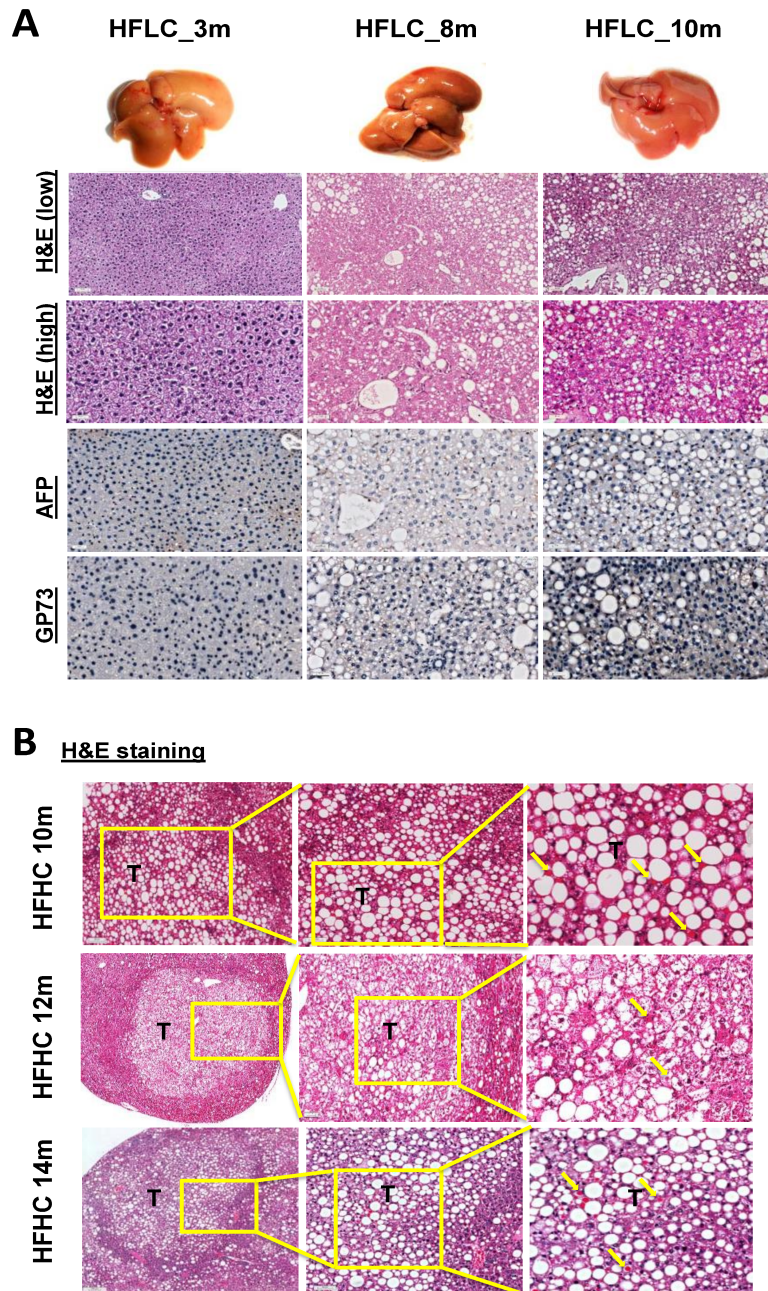 A
HFLC_3m HFLC_8m HFLC_10m
H&E (low)
H&E (high)
AFP
GP73
B
H&E staining
HFHC 10m
T T T
HFHC 12m
T T
HFHC 14m
T T T